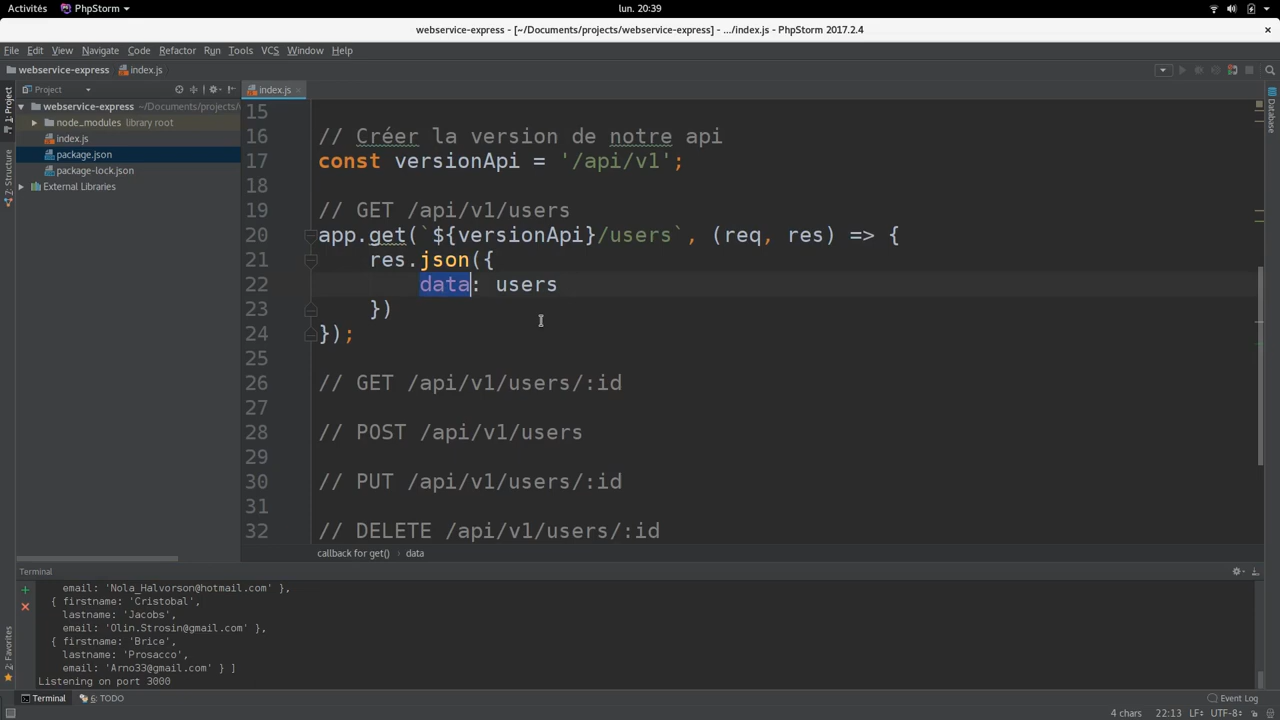 Activités PhpStorm lun. 20:39
webservice-express - [~/Documents/projects/webservice-express] - .../index.js - PhpStorm 2017.2.4
File Edit View Navigate Code Refactor Run Tools VCS Window Help
webservice-express index.js
Project
index.js
1: Project
7: Structure
2: Favorites
Database
webservice-express ~/Documents/projects/
node_modules library root
index.js
package.json
package-lock.json
External Libraries
15
16 // Créer la version de notre api
17 const versionApi = '/api/v1';
18
19 // GET /api/v1/users
20 app.get(`${versionApi}/users`, (req, res) => {
21 res.json({
22 data: users
23 })
24 });
25
26 // GET /api/v1/users/:id
27
28 // POST /api/v1/users
29
30 // PUT /api/v1/users/:id
31
32 // DELETE /api/v1/users/:id
callback for get() data
Terminal
email: 'Nola_Halvorson@hotmail.com' },
{ firstname: 'Cristobal',
lastname: 'Jacobs',
email: 'Olin.Strosin@gmail.com' },
{ firstname: 'Brice',
lastname: 'Prosacco',
email: 'Arno33@gmail.com' } ]
Listening on port 3000
Terminal 6: TODO Event Log
4 chars 22:13 LF÷ UTF-8÷